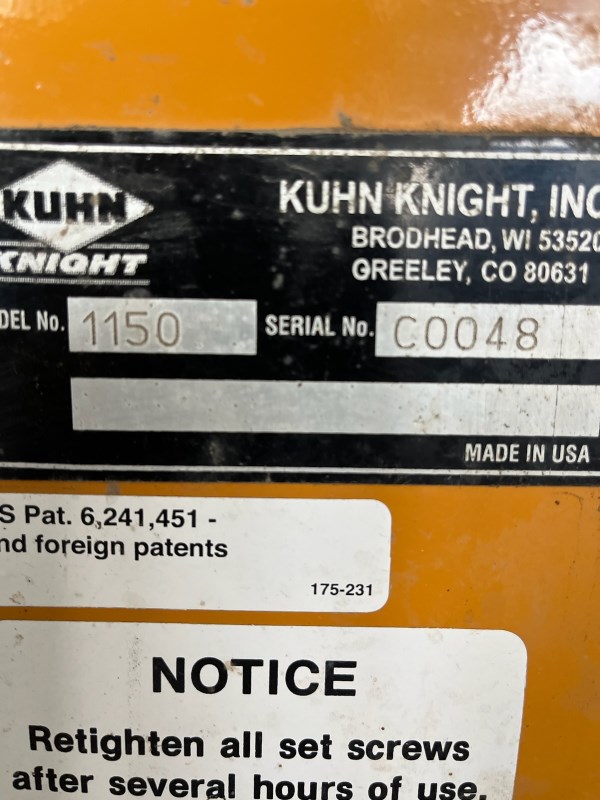 KUHN
KNIGHT
KUHN KNIGHT, INC
BRODHEAD, WI 53520
GREELEY, CO 80631
DEL No. 1150 SERIAL No. C0048
MADE IN USA
S Pat. 6,241,451 -
nd foreign patents
175-231
NOTICE
Retighten all set screws
after several hours of use.